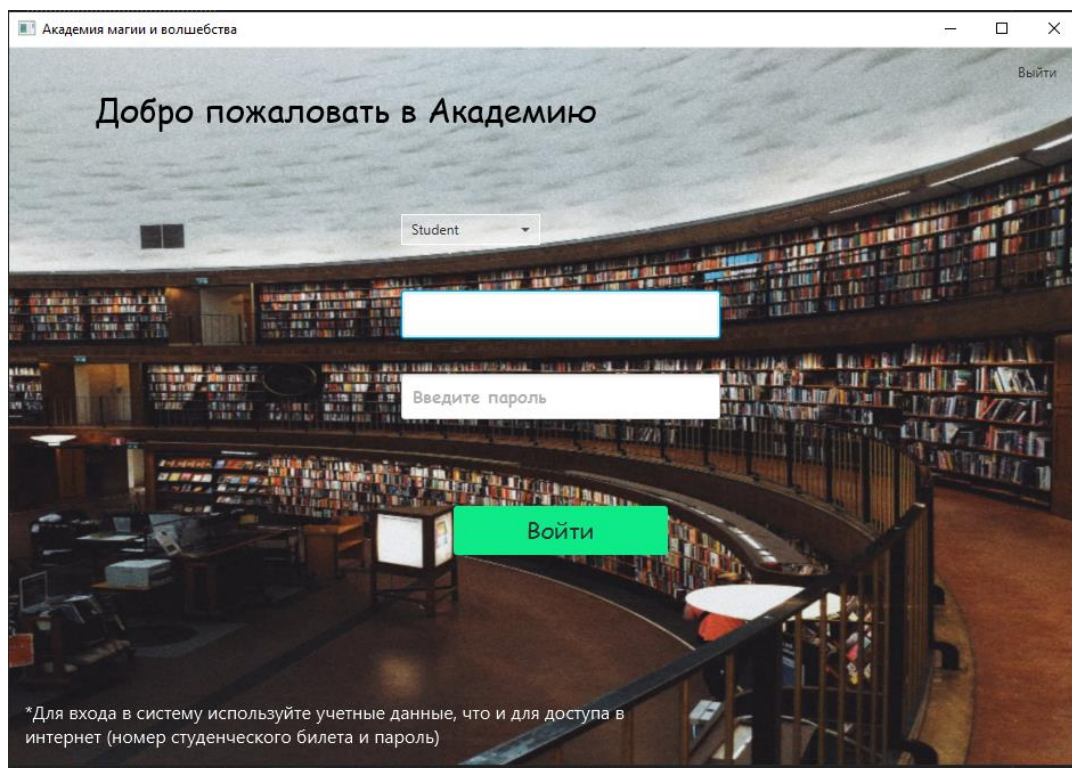 Академия магии и волшебства
Выйти
Добро пожаловать в Академию
Student
Введите пароль
Войти
*Для входа в систему используйте учетные данные, что и для доступа в
интернет (номер студенческого билета и пароль)